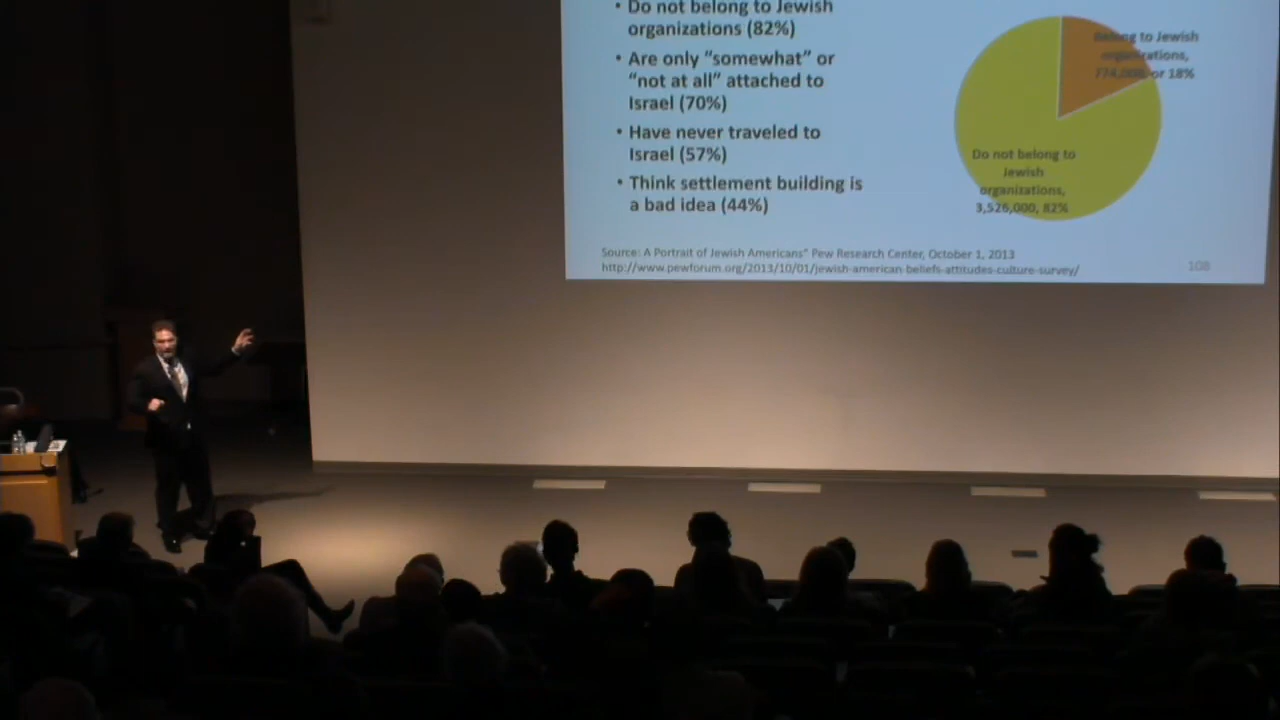 • Do not belong to Jewish
organizations (82%)
• Are only “somewhat” or
“not at all” attached to
Israel (70%)
• Have never traveled to
Israel (57%)
• Think settlement building is
a bad idea (44%)
Belong to Jewish
organizations,
774,000 or 18%
Do not belong to
Jewish
organizations,
3,526,000, 82%
Source: A Portrait of Jewish Americans" Pew Research Center, October 1, 2013
http://www.pewforum.org/2013/10/01/jewish-american-beliefs-attitudes-culture-survey/
108